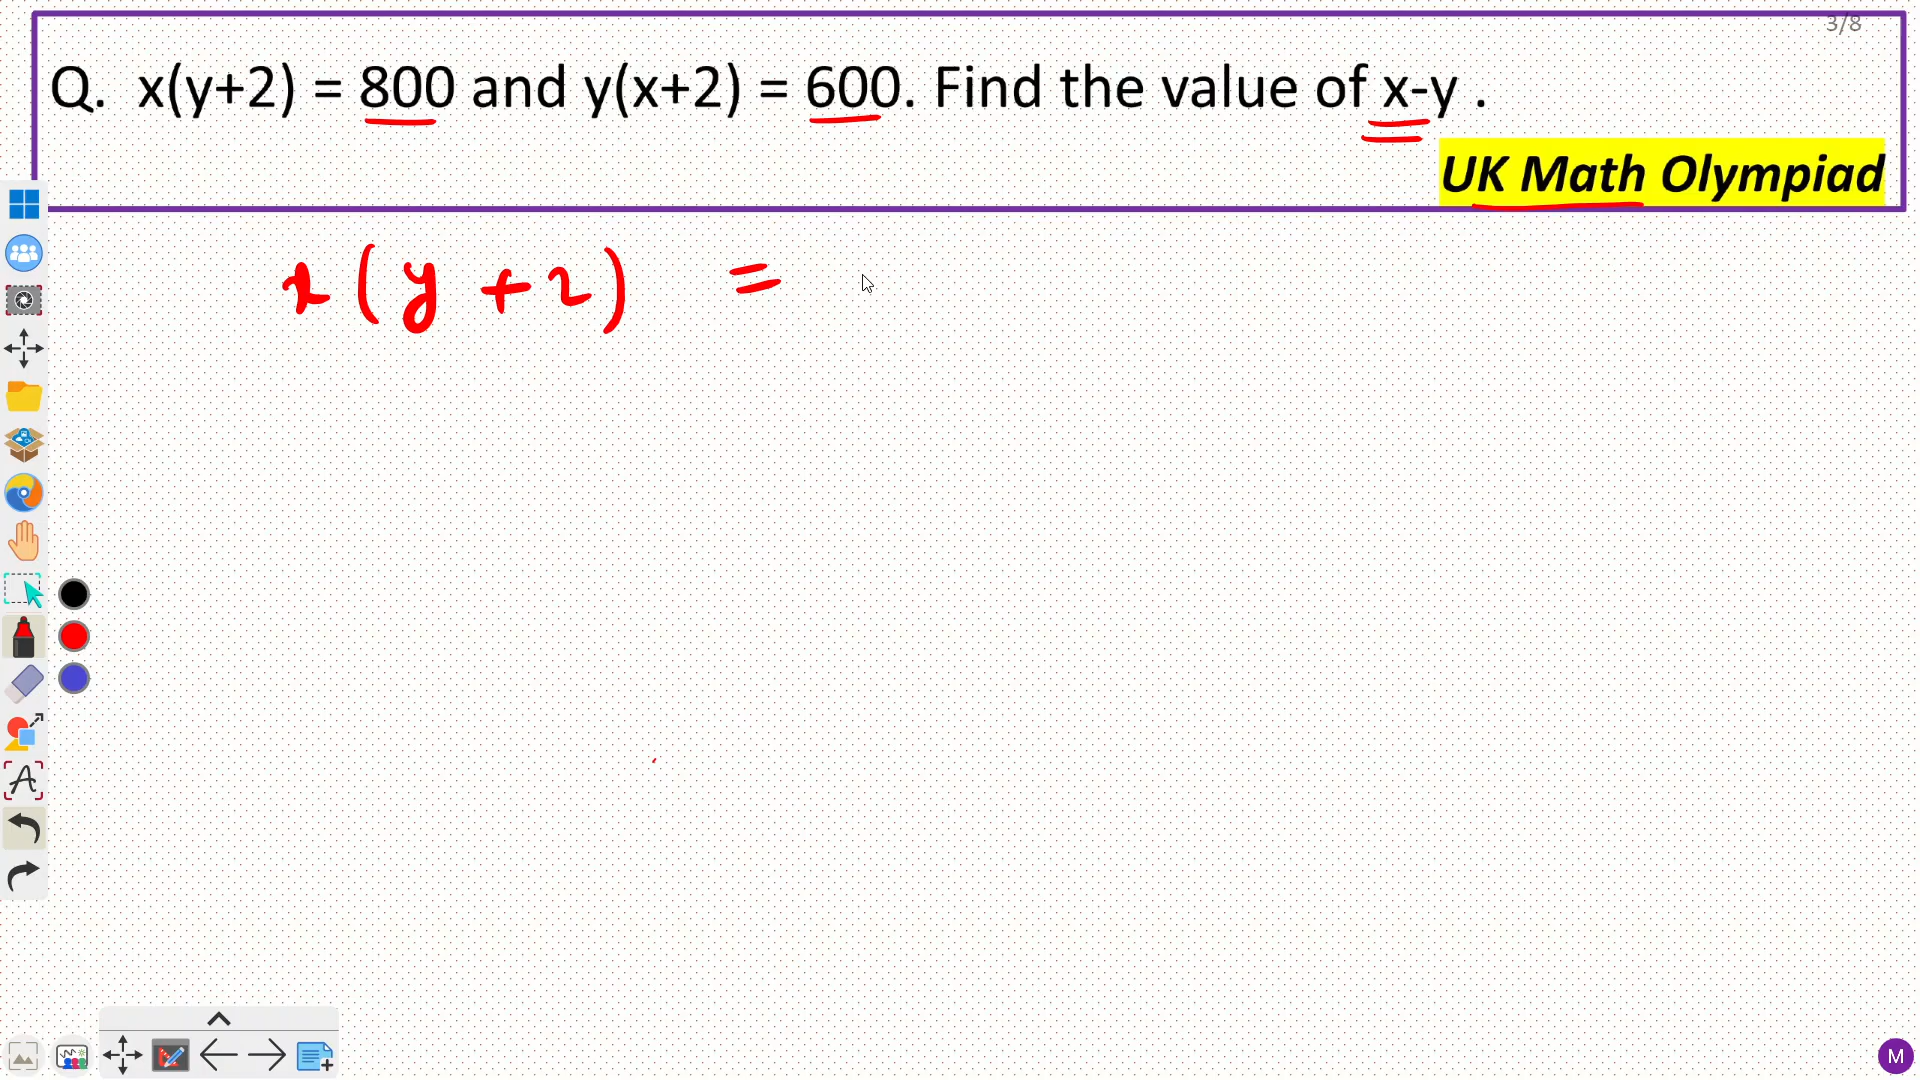 3/8
Q. x(y+2) = 800 and y(x+2) = 600. Find the value of x-y .
UK Math Olympiad
x(y+2) =
M